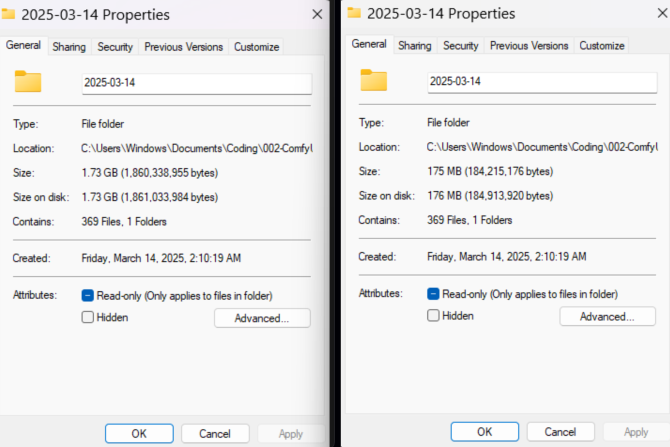 2025-03-14 Properties
General Sharing Security Previous Versions Customize
2025-03-14
Type: File folder
Location: C:\Users\Windows\Documents\Coding\002-ComfyU
Size: 1.73 GB (1,860,338,955 bytes)
Size on disk: 1.73 GB (1,861,033,984 bytes)
Contains: 369 Files, 1 Folders
Created: Friday, March 14, 2025, 2:10:19 AM
Attributes: Read-only (Only applies to files in folder)
Hidden Advanced...
OK Cancel Apply
2025-03-14 Properties
General Sharing Security Previous Versions Customize
2025-03-14
Type: File folder
Location: C:\Users\Windows\Documents\Coding\002-ComfyU
Size: 175 MB (184,215,176 bytes)
Size on disk: 176 MB (184,913,920 bytes)
Contains: 369 Files, 1 Folders
Created: Friday, March 14, 2025, 2:10:19 AM
Attributes: Read-only (Only applies to files in folder)
Hidden Advanced...
OK Cancel Apply